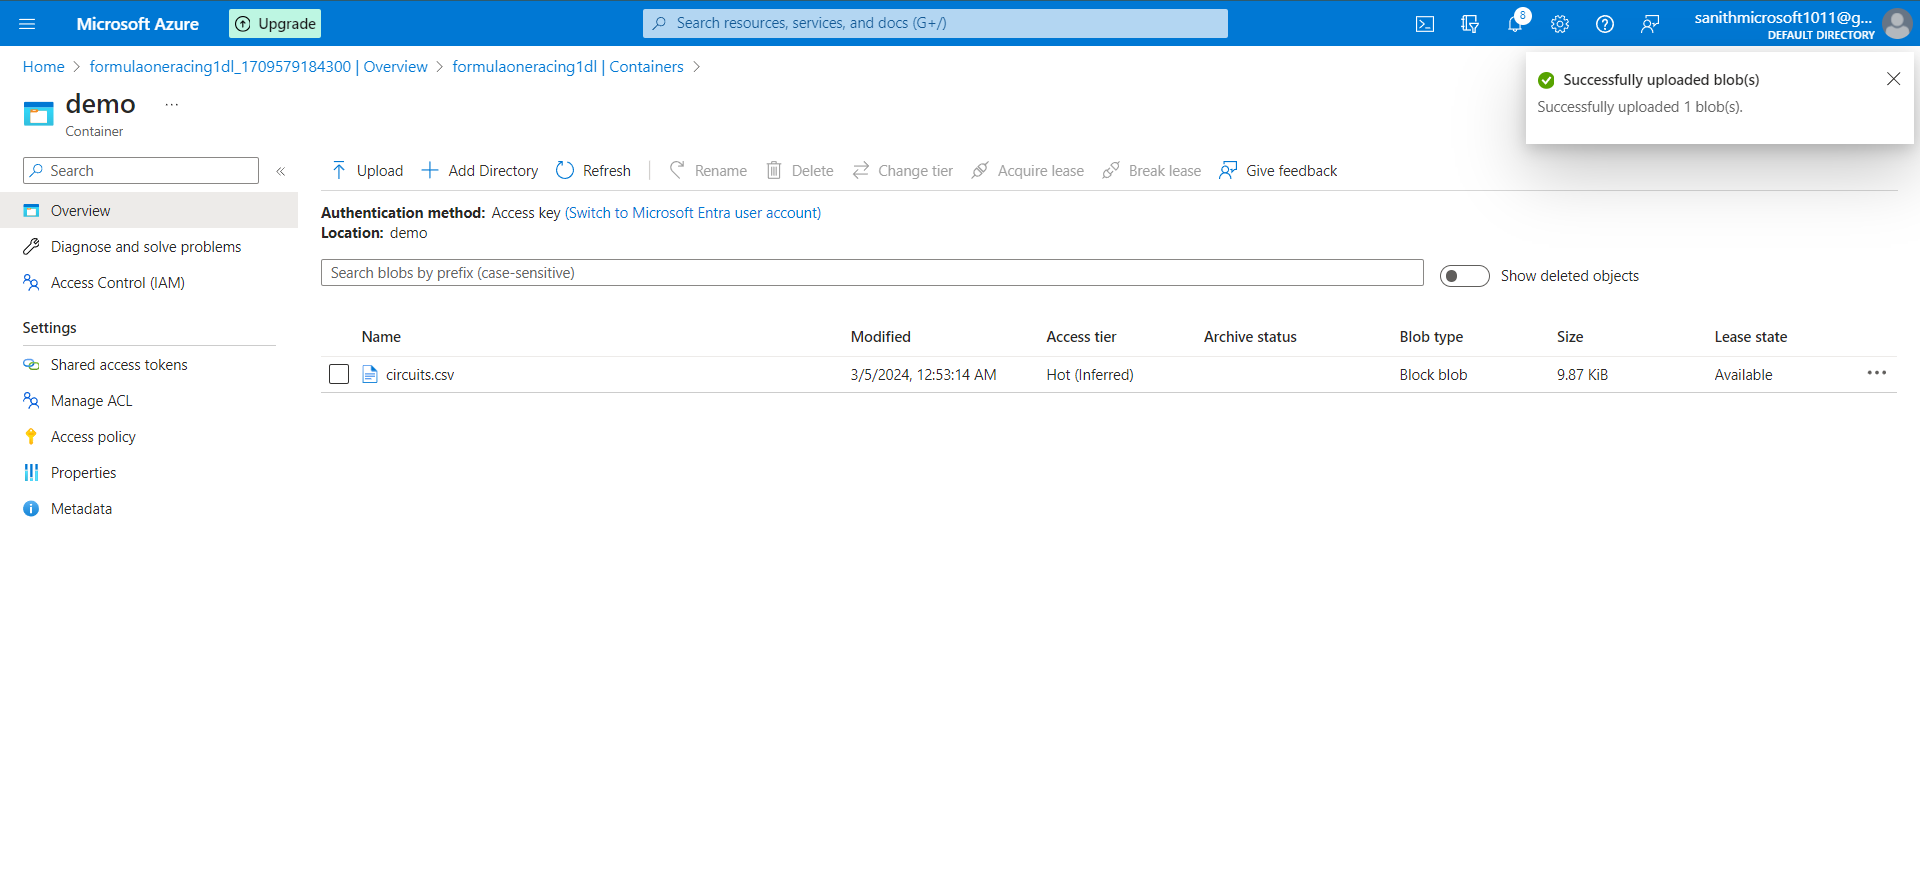 Microsoft Azure
Upgrade
Search resources, services, and docs (G+/)
8
sanithmicrosoft1011@g...
DEFAULT DIRECTORY
Home > formulaoneracing1dl_1709579184300 | Overview > formulaoneracing1dl | Containers >
Successfully uploaded blob(s)
Successfully uploaded 1 blob(s).
demo ...
Container
Search
«
Upload
Add Directory
Refresh
Rename
Delete
Change tier
Acquire lease
Break lease
Give feedback
Overview
Diagnose and solve problems
Access Control (IAM)
Settings
Shared access tokens
Manage ACL
Access policy
Properties
Metadata
Authentication method: Access key (Switch to Microsoft Entra user account)
Location: demo
Search blobs by prefix (case-sensitive)
Show deleted objects
Name Modified Access tier Archive status Blob type Size Lease state
circuits.csv 3/5/2024, 12:53:14 AM Hot (Inferred) Block blob 9.87 KiB Available ...